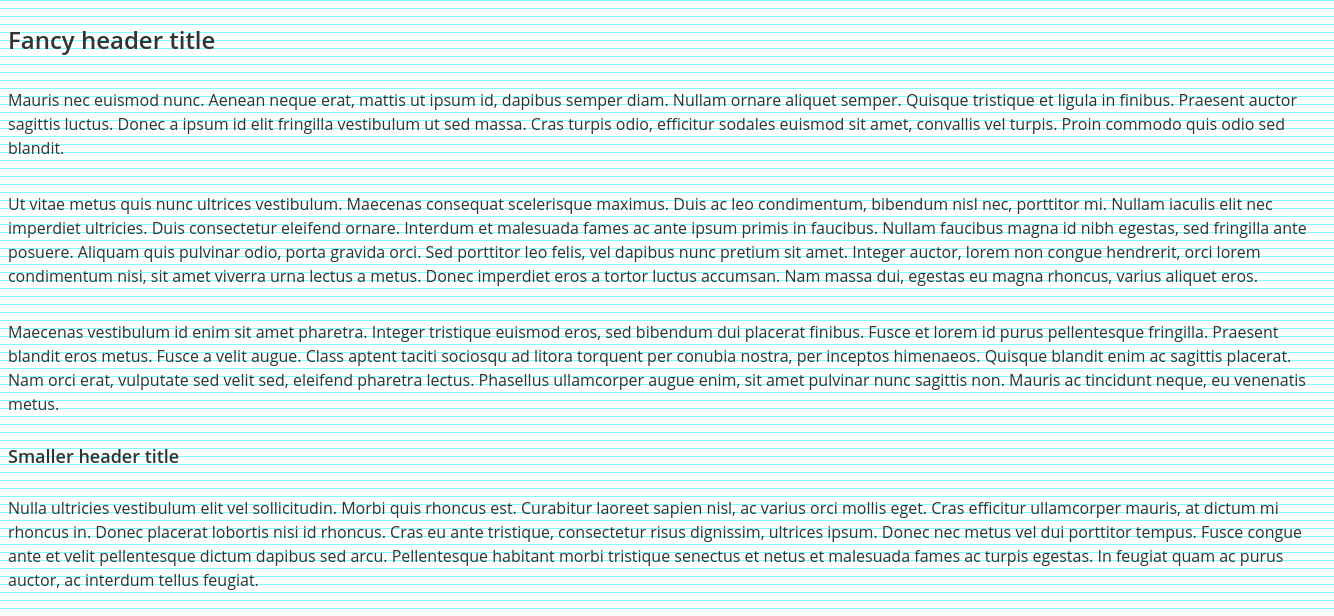 Fancy header title
Mauris nec euismod nunc. Aenean neque erat, mattis ut ipsum id, dapibus semper diam. Nullam ornare aliquet semper. Quisque tristique et ligula in finibus. Praesent auctor
sagittis luctus. Donec a ipsum id elit fringilla vestibulum ut sed massa. Cras turpis odio, efficitur sodales euismod sit amet, convallis vel turpis. Proin commodo quis odio sed
blandit.
Ut vitae metus quis nunc ultrices vestibulum. Maecenas consequat scelerisque maximus. Duis ac leo condimentum, bibendum nisl nec, porttitor mi. Nullam iaculis elit nec
imperdiet ultricies. Duis consectetur eleifend ornare. Interdum et malesuada fames ac ante ipsum primis in faucibus. Nullam faucibus magna id nibh egestas, sed fringilla ante
posuere. Aliquam quis pulvinar odio, porta gravida orci. Sed porttitor leo felis, vel dapibus nunc pretium sit amet. Integer auctor, lorem non congue hendrerit, orci lorem
condimentum nisi, sit amet viverra urna lectus a metus. Donec imperdiet eros a tortor luctus accumsan. Nam massa dui, egestas eu magna rhoncus, varius aliquet eros.
Maecenas vestibulum id enim sit amet pharetra. Integer tristique euismod eros, sed bibendum dui placerat finibus. Fusce et lorem id purus pellentesque fringilla. Praesent
blandit eros metus. Fusce a velit augue. Class aptent taciti sociosqu ad litora torquent per conubia nostra, per inceptos himenaeos. Quisque blandit enim ac sagittis placerat.
Nam orci erat, vulputate sed velit sed, eleifend pharetra lectus. Phasellus ullamcorper augue enim, sit amet pulvinar nunc sagittis non. Mauris ac tincidunt neque, eu venenatis
metus.
Smaller header title
Nulla ultricies vestibulum elit vel sollicitudin. Morbi quis rhoncus est. Curabitur laoreet sapien nisl, ac varius orci mollis eget. Cras efficitur ullamcorper mauris, at dictum mi
rhoncus in. Donec placerat lobortis nisi id rhoncus. Cras eu ante tristique, consectetur risus dignissim, ultrices ipsum. Donec nec metus vel dui porttitor tempus. Fusce congue
ante et velit pellentesque dictum dapibus sed arcu. Pellentesque habitant morbi tristique senectus et netus et malesuada fames ac turpis egestas. In feugiat quam ac purus
auctor, ac interdum tellus feugiat.